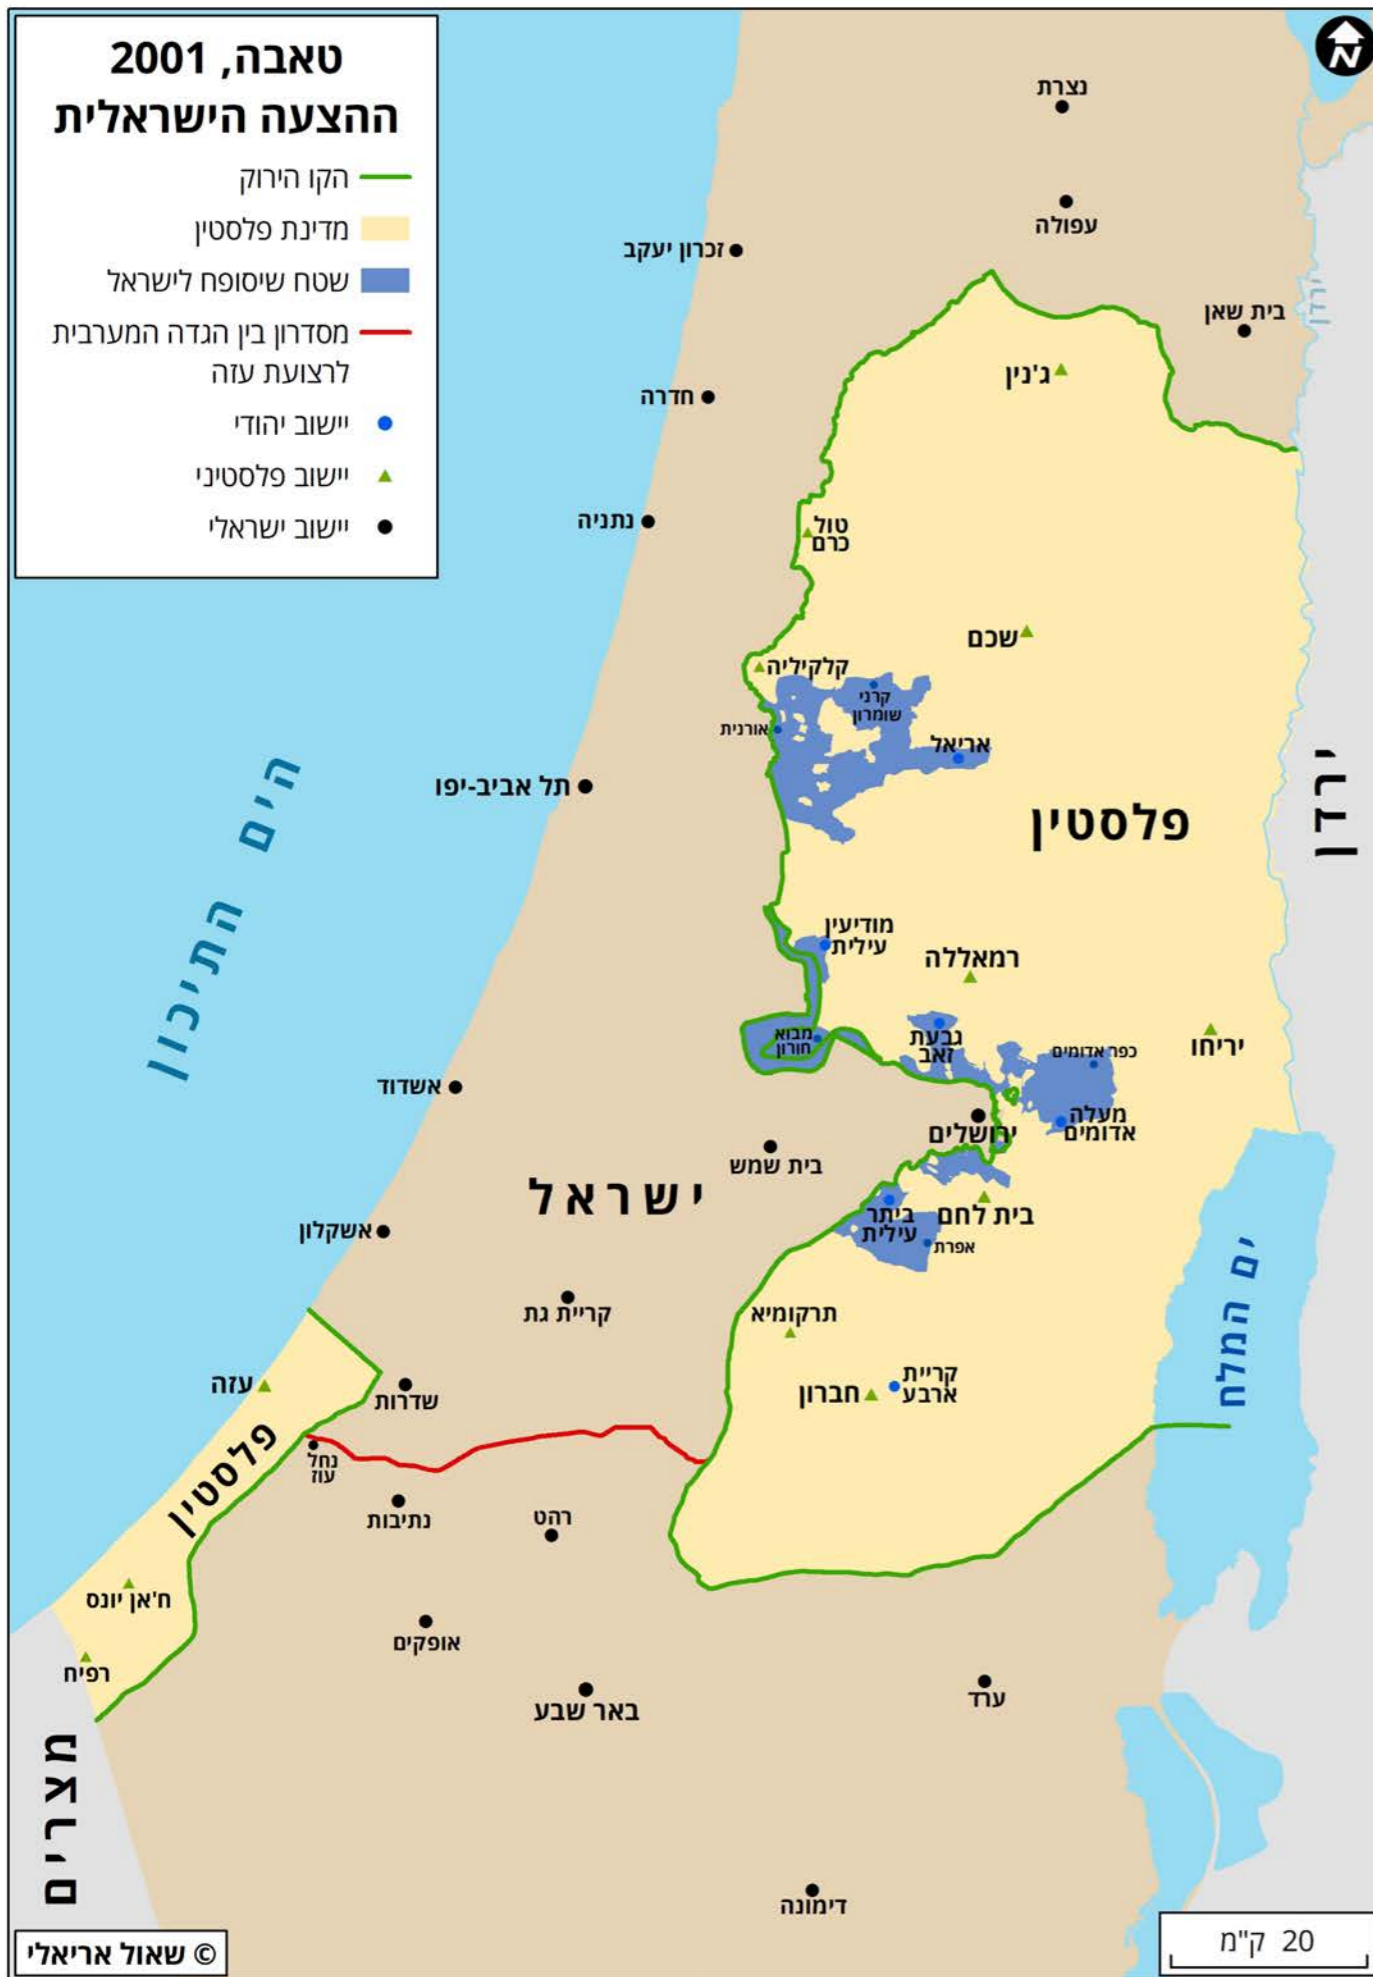 טאבה, 2001
ההצעה הישראלית
הקו הירוק
מדינת פלסטין
שטח שיסופח לישראל
מסדרון בין הגדה המערבית
לרצועת עזה
יישוב יהודי
יישוב פלסטיני
יישוב ישראלי
N
נצרת
עפולה
זכרון יעקב
בית שאן
ירדן
ג'נין
חדרה
נתניה
טול
כרם
שכם
קלקיליה
קרני
שומרון
אורנית
אריאל
תל אביב-יפו
הים התיכון
פלסטין
ירדן
מודיעין
עילית
רמאללה
מבוא
חורון
גבעת
זאב
כפר אדומים
יריחו
מעלה
אדומים
אשדוד
ירושלים
בית שמש
ישראל
ביתר
עילית
בית לחם
אפרת
אשקלון
ים המלח
קריית גת
תרקומיא
קריית
ארבע
חברון
עזה
שדרות
פלסטין
נחל
עוז
נתיבות
רהט
ח'אן יונס
אופקים
רפיח
באר שבע
ערד
מצרים
דימונה
© שאול אריאלי
20 ק"מ